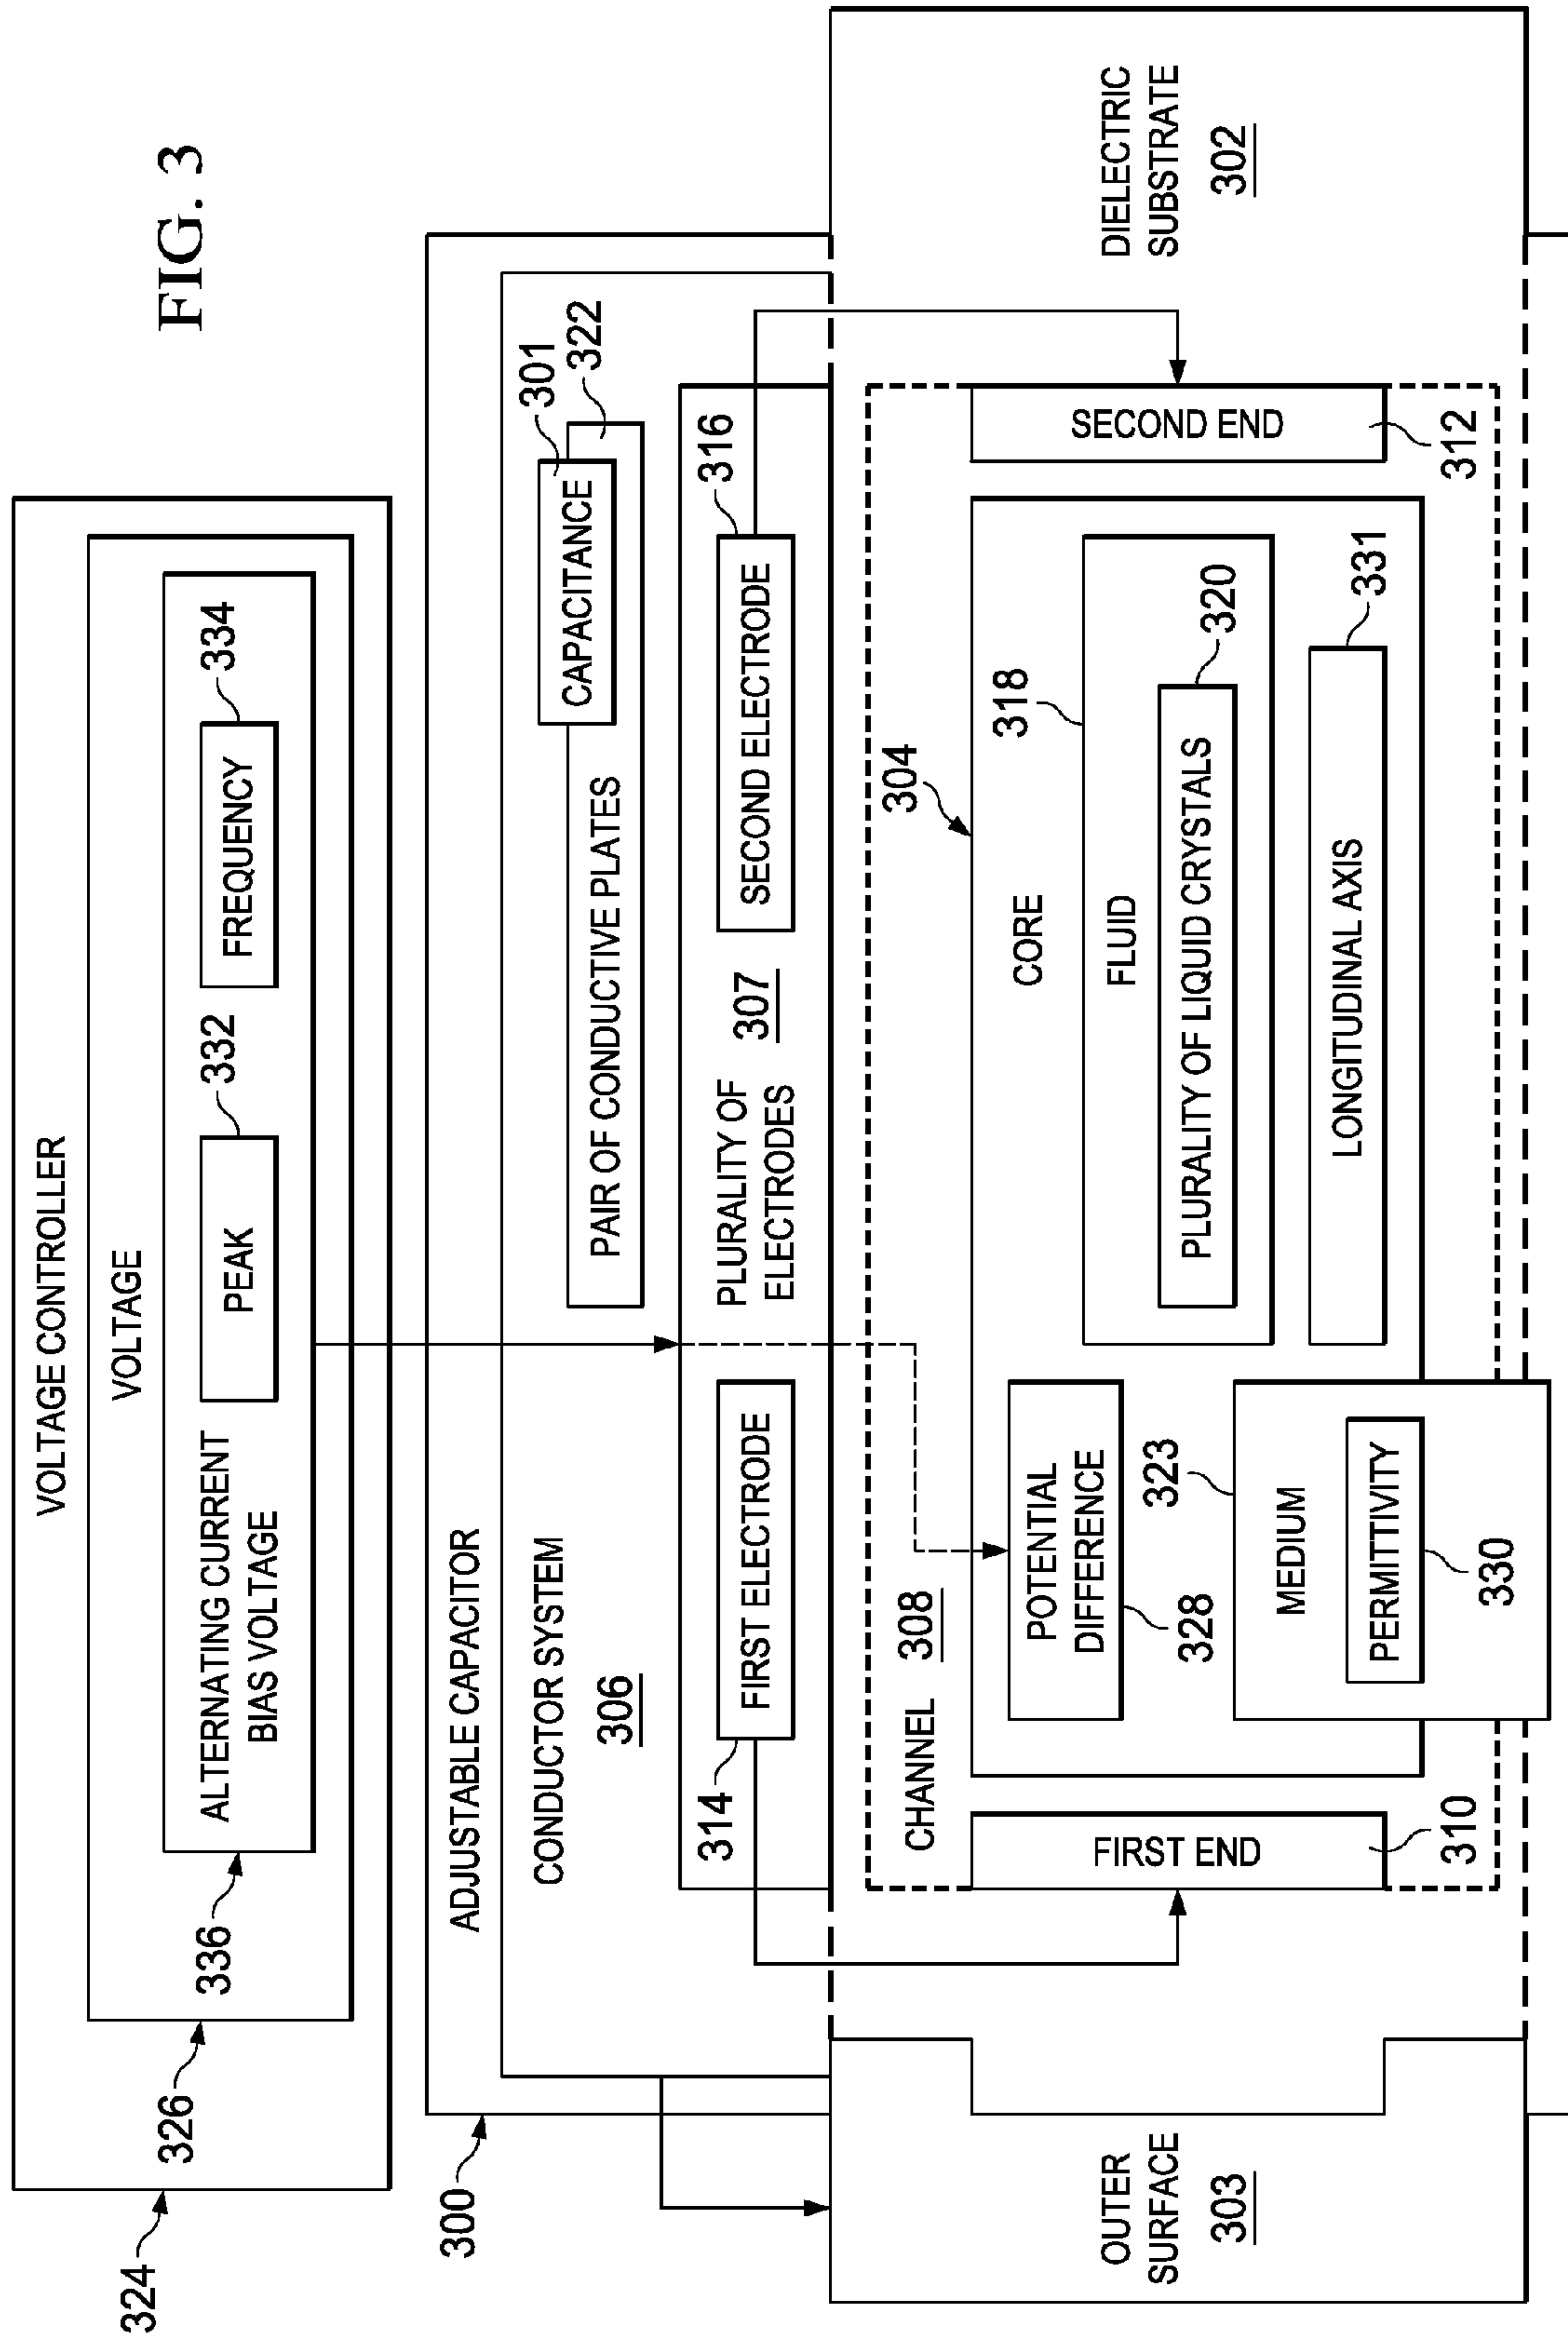 FIG. 3
VOLTAGE CONTROLLER
324
VOLTAGE
326
ALTERNATING CURRENT
BIAS VOLTAGE
336
PEAK
332
FREQUENCY
334
ADJUSTABLE CAPACITOR
300
CONDUCTOR SYSTEM
306
PAIR OF CONDUCTIVE PLATES
322
CAPACITANCE
301
PLURALITY OF
ELECTRODES
307
FIRST ELECTRODE
314
SECOND ELECTRODE
316
OUTER
SURFACE
303
DIELECTRIC
SUBSTRATE
302
CHANNEL
308
FIRST END
310
SECOND END
312
304
CORE
POTENTIAL
DIFFERENCE
328
FLUID
318
PLURALITY OF LIQUID CRYSTALS
320
LONGITUDINAL AXIS
331
MEDIUM
323
PERMITTIVITY
330